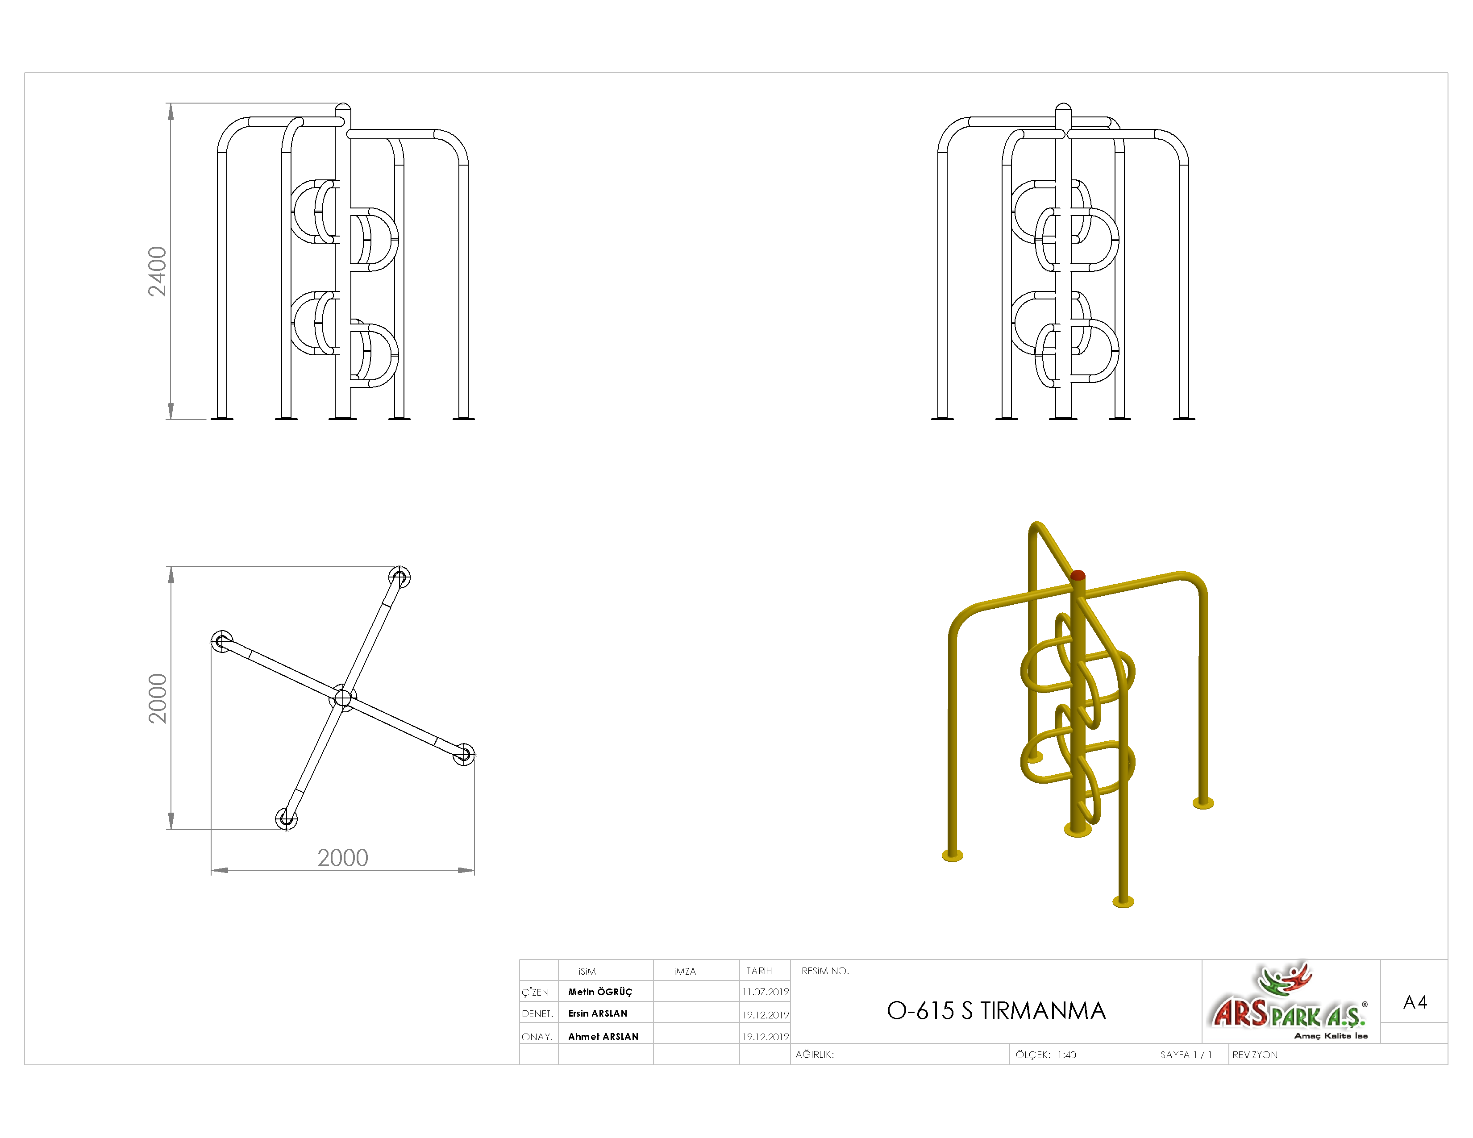 2400
2000
2000
İSİM
İMZA
TARİH
RESİM NO.
ÇİZEN.
Metin ÖGRÜÇ
11.07.2019
DENET.
Ersin ARSLAN
19.12.2019
ONAY.
Ahmet ARSLAN
19.12.2019
O-615 S TIRMANMA
AĞIRLIK:
ÖLÇEK: 1:40
SAYFA 1 / 1
REVİZYON
ARSPARK A.Ş.®
Amaç Kalite İse
A4